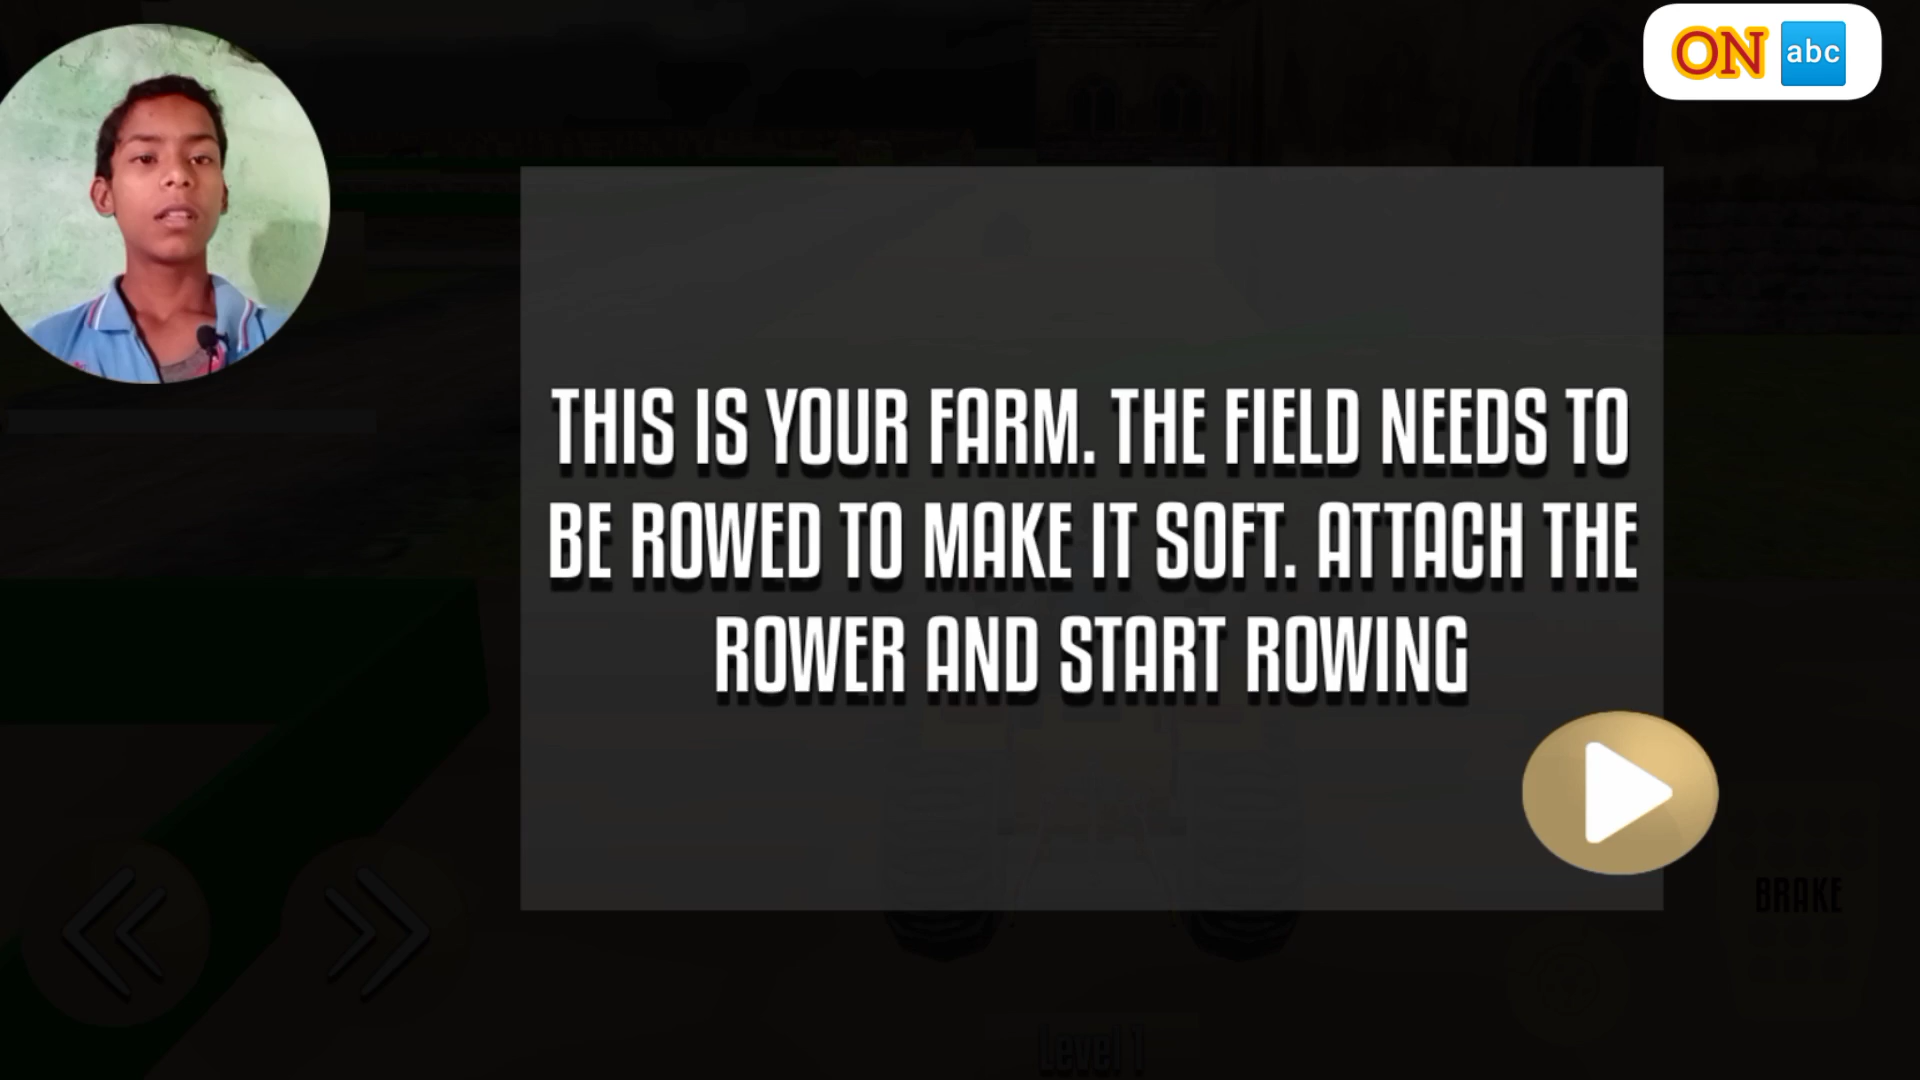 ON abc
THIS IS YOUR FARM. THE FIELD NEEDS TO
BE ROWED TO MAKE IT SOFT. ATTACH THE
ROWER AND START ROWING
BRAKE
Level 1